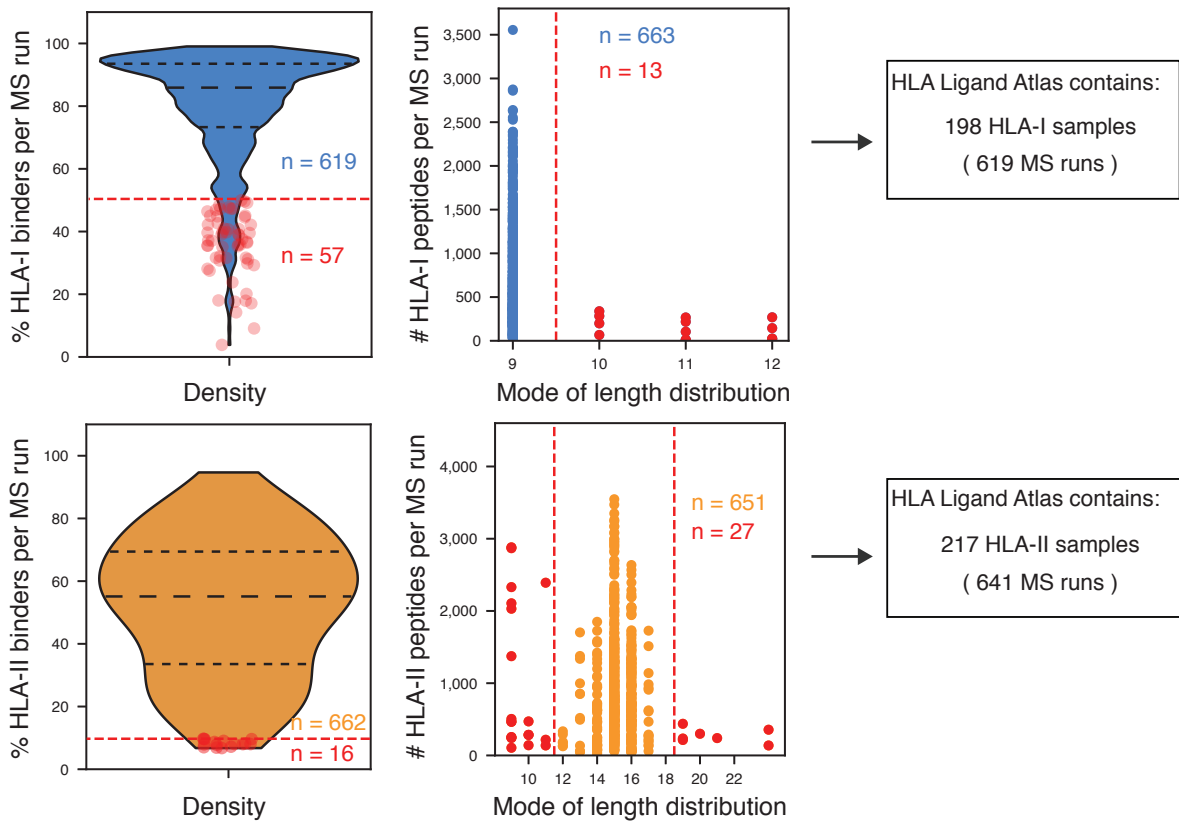 % HLA-I binders per MS run
100
80
60
40
20
0
n = 619
n = 57
Density
# HLA-I peptides per MS run
3,500
3,000
2,500
2,000
1,500
1,000
500
0
n = 663
n = 13
9
10
11
12
Mode of length distribution
HLA Ligand Atlas contains:
198 HLA-I samples
( 619 MS runs )
% HLA-II binders per MS run
100
80
60
40
20
0
n = 662
n = 16
Density
# HLA-II peptides per MS run
4,000
3,000
2,000
1,000
0
n = 651
n = 27
10
12
14
16
18
20
22
Mode of length distribution
HLA Ligand Atlas contains:
217 HLA-II samples
( 641 MS runs )